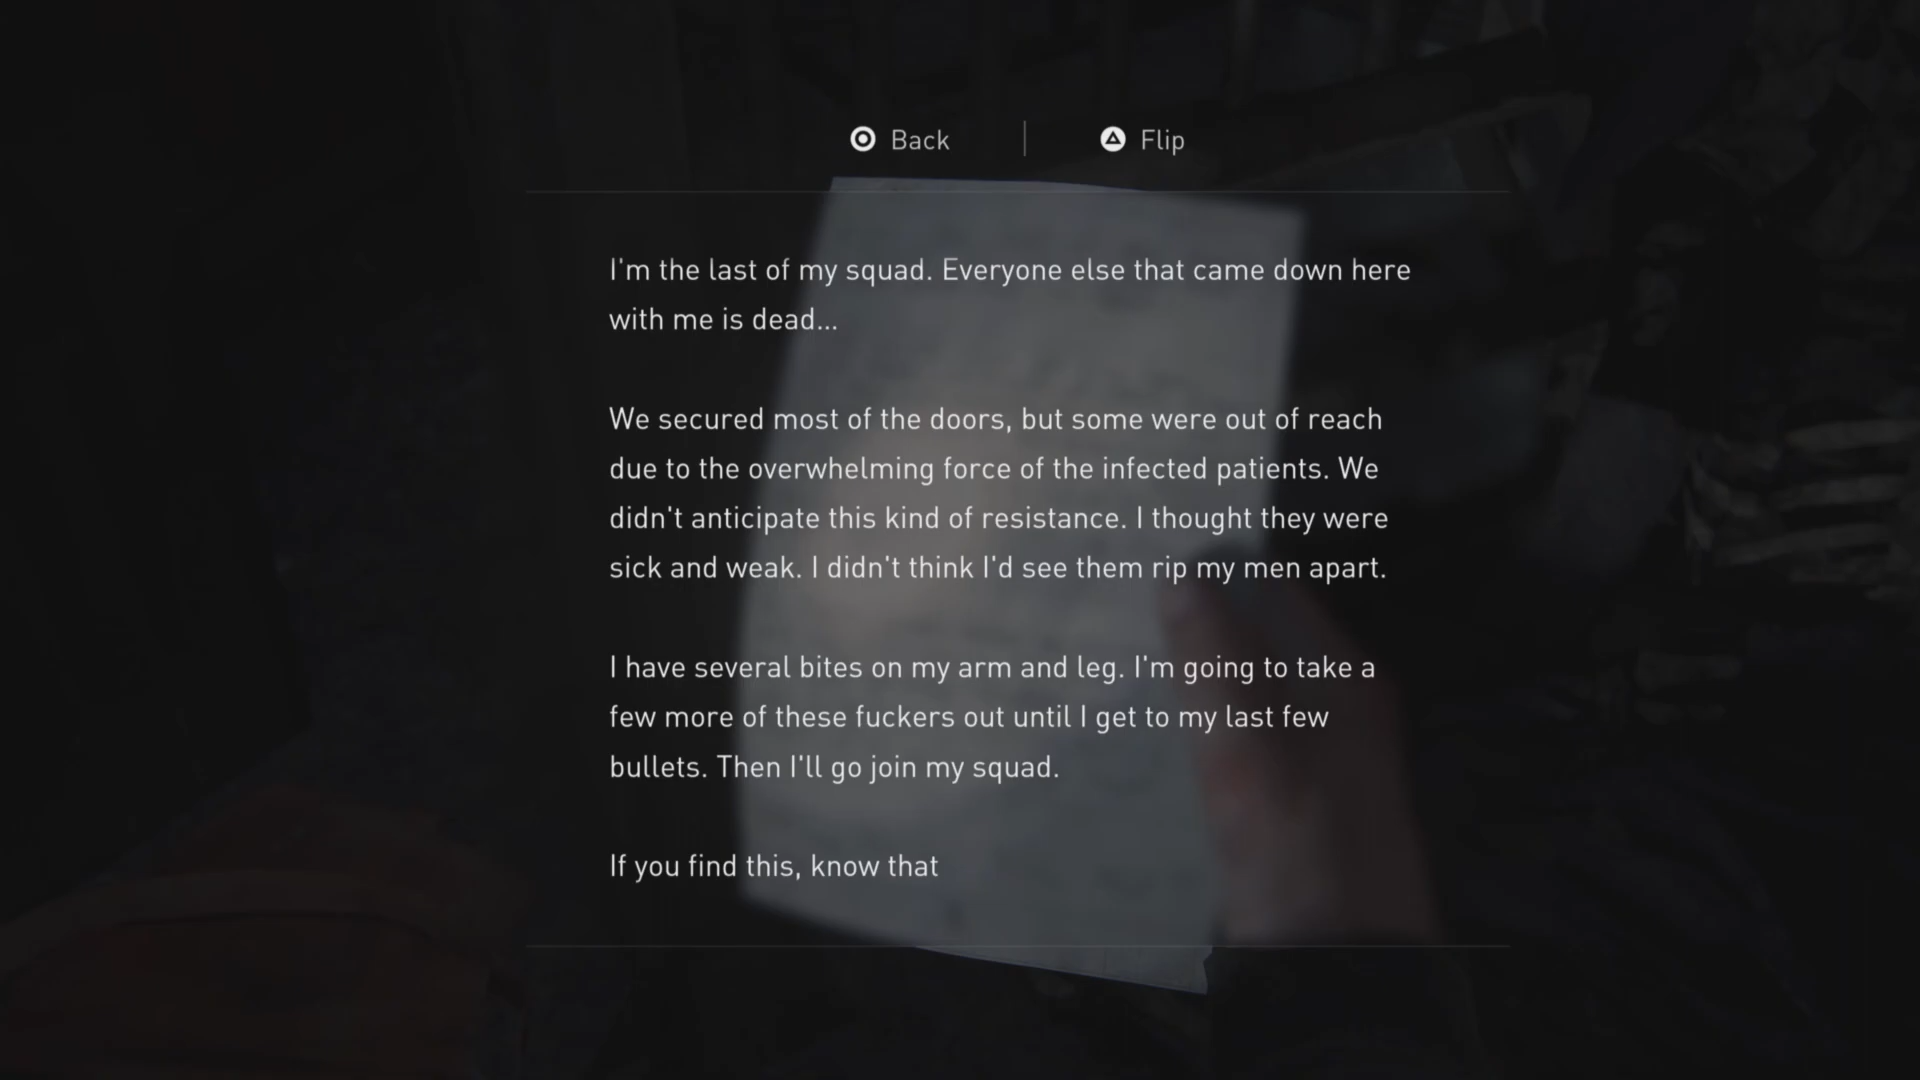 Back | Flip
I'm the last of my squad. Everyone else that came down here
with me is dead...
We secured most of the doors, but some were out of reach
due to the overwhelming force of the infected patients. We
didn't anticipate this kind of resistance. I thought they were
sick and weak. I didn't think I'd see them rip my men apart.
I have several bites on my arm and leg. I'm going to take a
few more of these fuckers out until I get to my last few
bullets. Then I'll go join my squad.
If you find this, know that